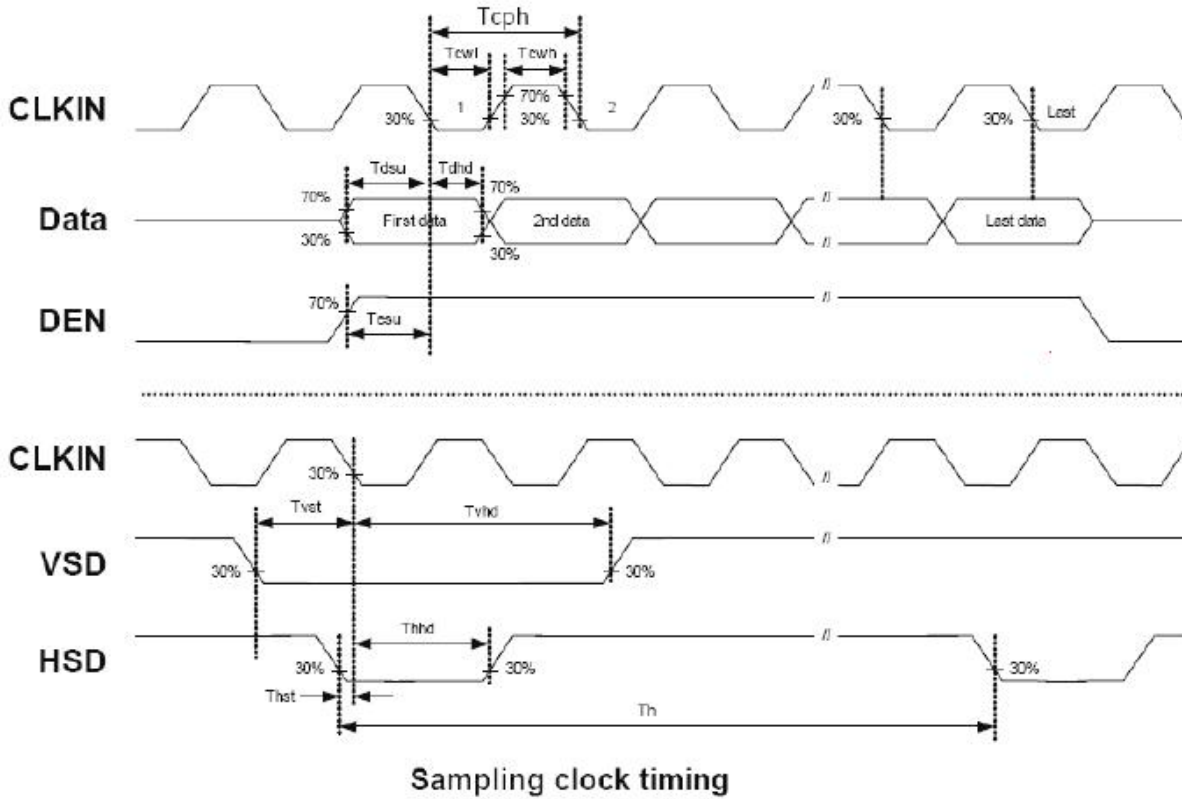 Tcph
Tcwl Tcwh
CLKIN 30% 1 70% 30% 2 // 30% 30% Last
Tdsu Tdhd
70% 70%
Data First data 2nd data // Last data
30% 30%
70%
DEN Tesu //
CLKIN 30% //
Tvst Tvhd
VSD 30% 30% //
Thhd
HSD 30% 30% // 30%
Thst
Th
Sampling clock timing